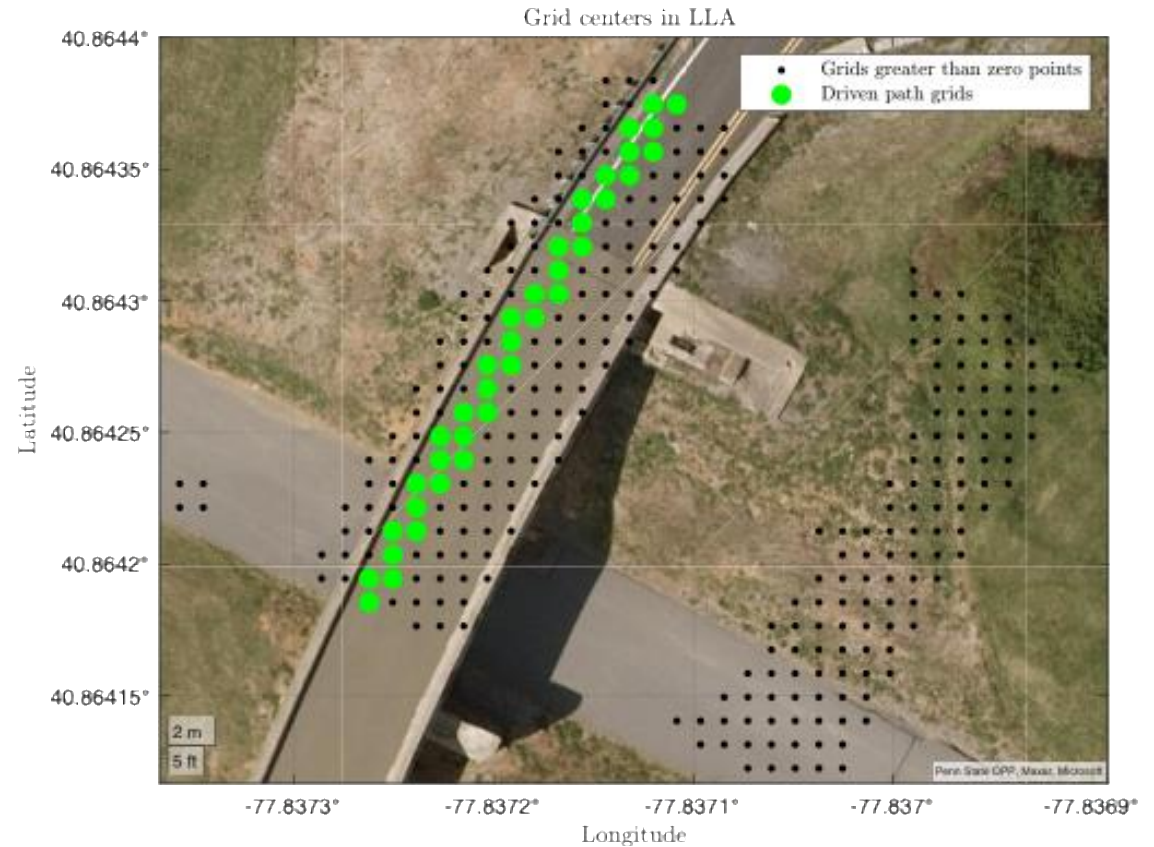 Grid centers in LLA
40.8644°
40.86435°
40.8643°
40.86425°
40.8642°
40.86415°
Latitude
Grids greater than zero points
Driven path grids
2 m
5 ft
Penn State OPP, Maxar, Microsoft
-77.8373°
-77.8372°
-77.8371°
-77.837°
-77.8369°
Longitude